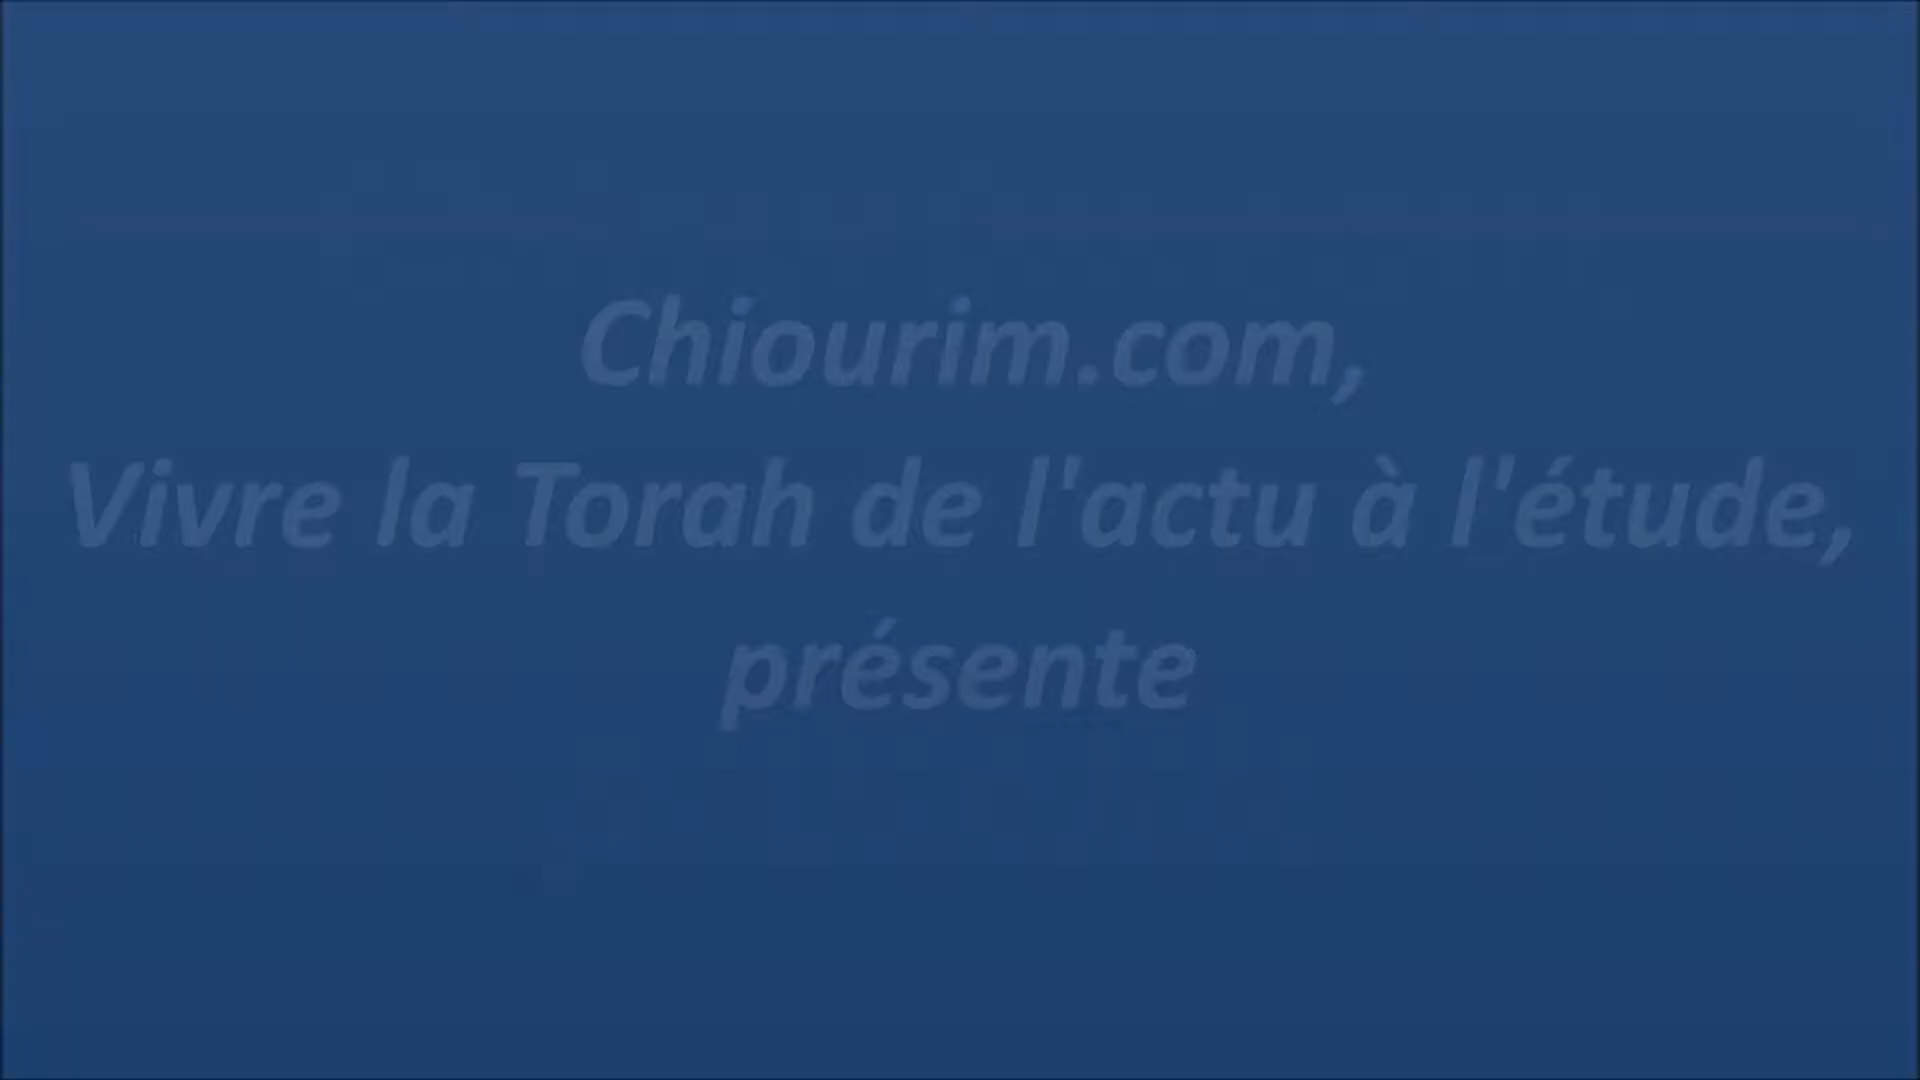 Chiourim.com,
Vivre la Torah de l'actu à l'étude,
présente